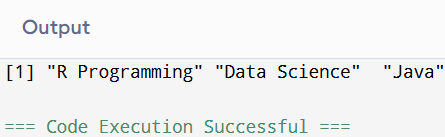 Output
[1] "R Programming" "Data Science"  "Java"
=== Code Execution Successful ===